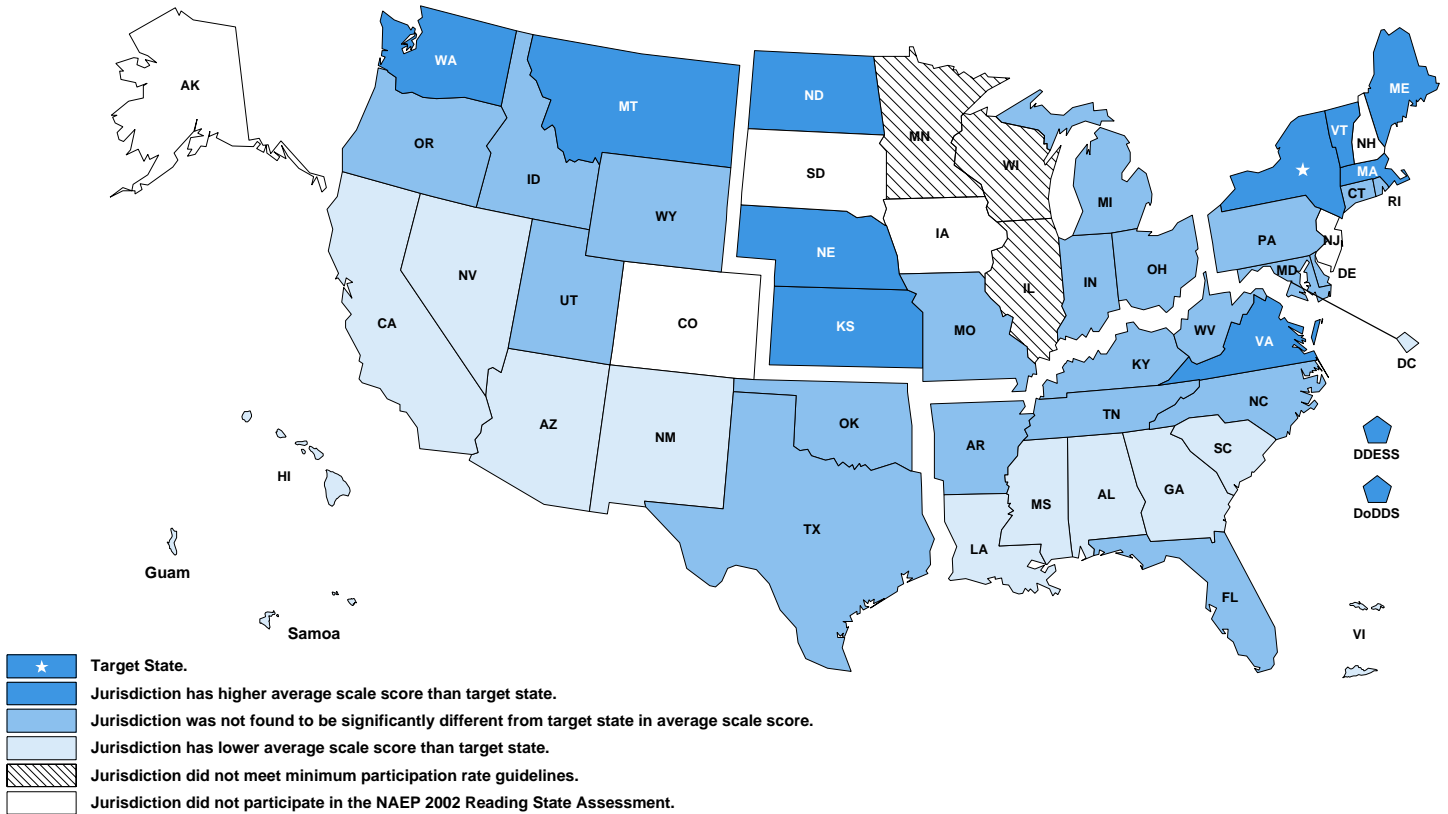 WA
ME
AK
MT
ND
VT
MN
OR
NH
WI
SD
MA
ID
CT
RI
WY
MI
IA
PA
NJ
NE
OH
NV
MD
DE
IN
IL
UT
CA
CO
KS
MO
WV
VA
KY
DC
NC
TN
AZ
OK
NM
AR
SC
DDESS
HI
GA
AL
MS
DoDDS
TX
LA
Guam
FL
Samoa
VI
Target State.
Jurisdiction has higher average scale score than target state.
Jurisdiction was not found to be significantly different from target state in average scale score.
Jurisdiction has lower average scale score than target state.
Jurisdiction did not meet minimum participation rate guidelines.
Jurisdiction did not participate in the NAEP 2002 Reading State Assessment.